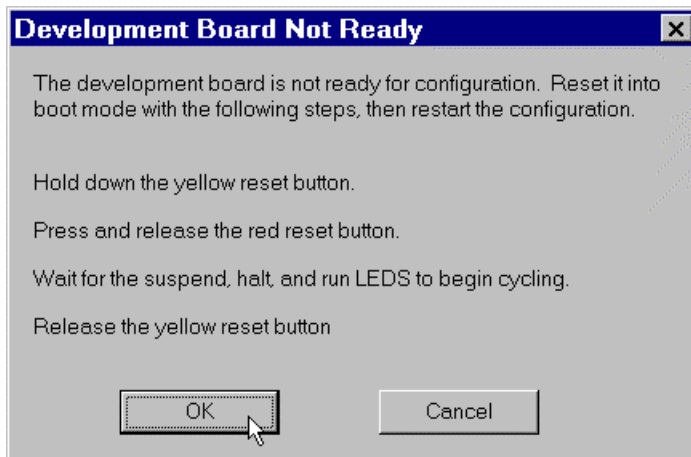 Development Board Not Ready
The development board is not ready for configuration. Reset it into
boot mode with the following steps, then restart the configuration.
Hold down the yellow reset button.
Press and release the red reset button.
Wait for the suspend, halt, and run LEDS to begin cycling.
Release the yellow reset button
OK
Cancel